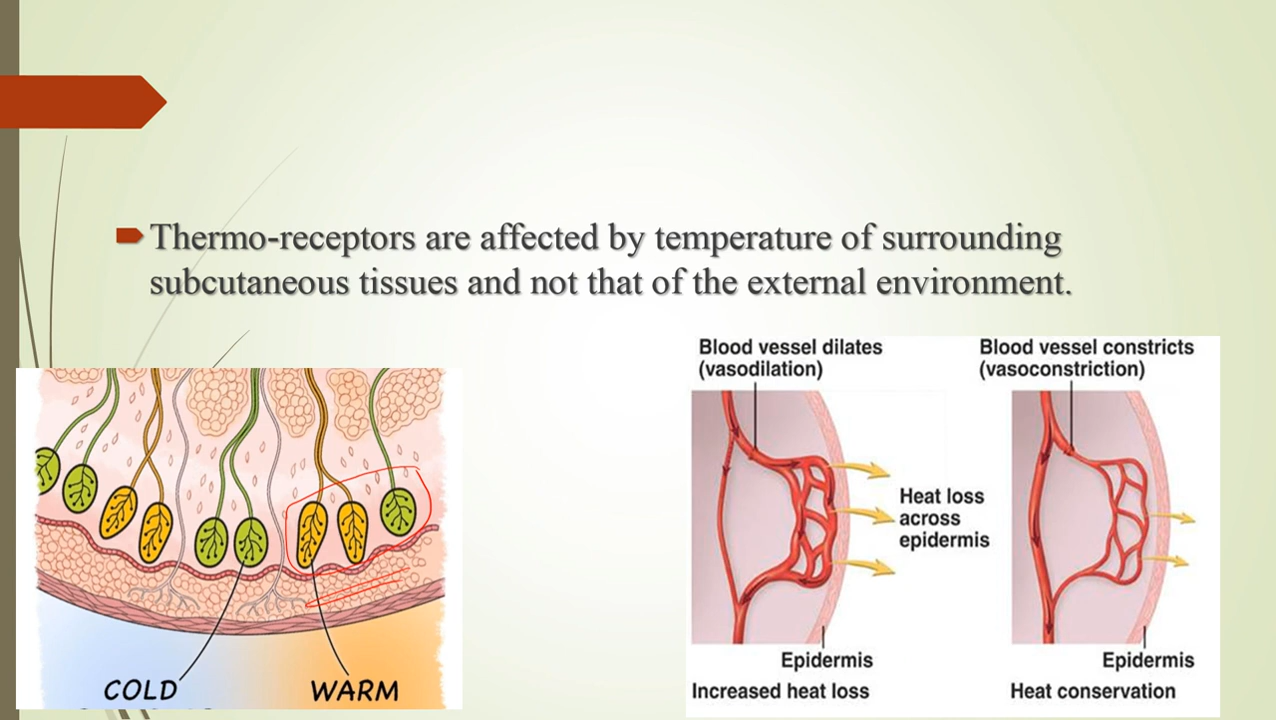 Thermo-receptors are affected by temperature of surrounding
subcutaneous tissues and not that of the external environment.
COLD
WARM
Blood vessel dilates
(vasodilation)
Heat loss
across
epidermis
Epidermis
Increased heat loss
Blood vessel constricts
(vasoconstriction)
Epidermis
Heat conservation